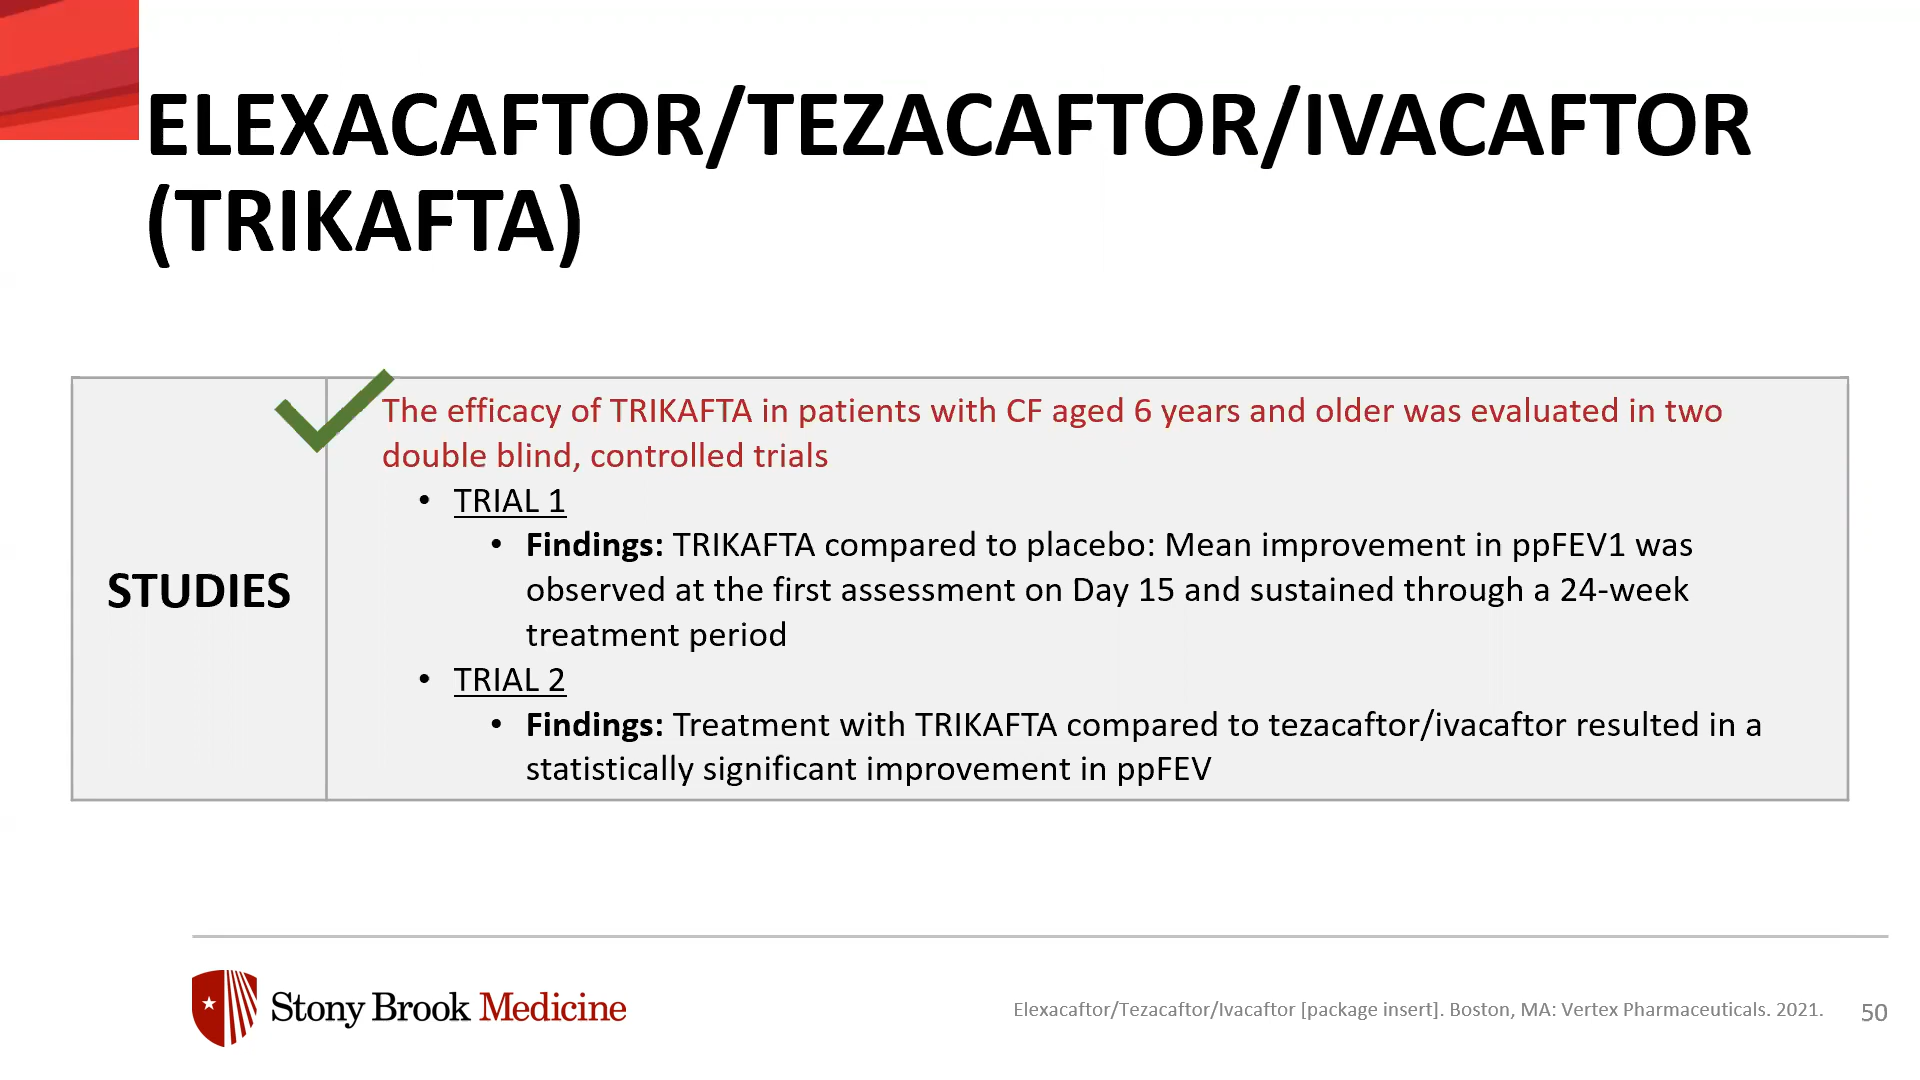 ELEXACAFTOR/TEZACAFTOR/IVACAFTOR
(TRIKAFTA)
STUDIES
The efficacy of TRIKAFTA in patients with CF aged 6 years and older was evaluated in two
double blind, controlled trials
• TRIAL 1
• Findings: TRIKAFTA compared to placebo: Mean improvement in ppFEV1 was
observed at the first assessment on Day 15 and sustained through a 24-week
treatment period
• TRIAL 2
• Findings: Treatment with TRIKAFTA compared to tezacaftor/ivacaftor resulted in a
statistically significant improvement in ppFEV
Stony Brook Medicine
Elexacaftor/Tezacaftor/Ivacaftor [package insert]. Boston, MA: Vertex Pharmaceuticals. 2021.
50